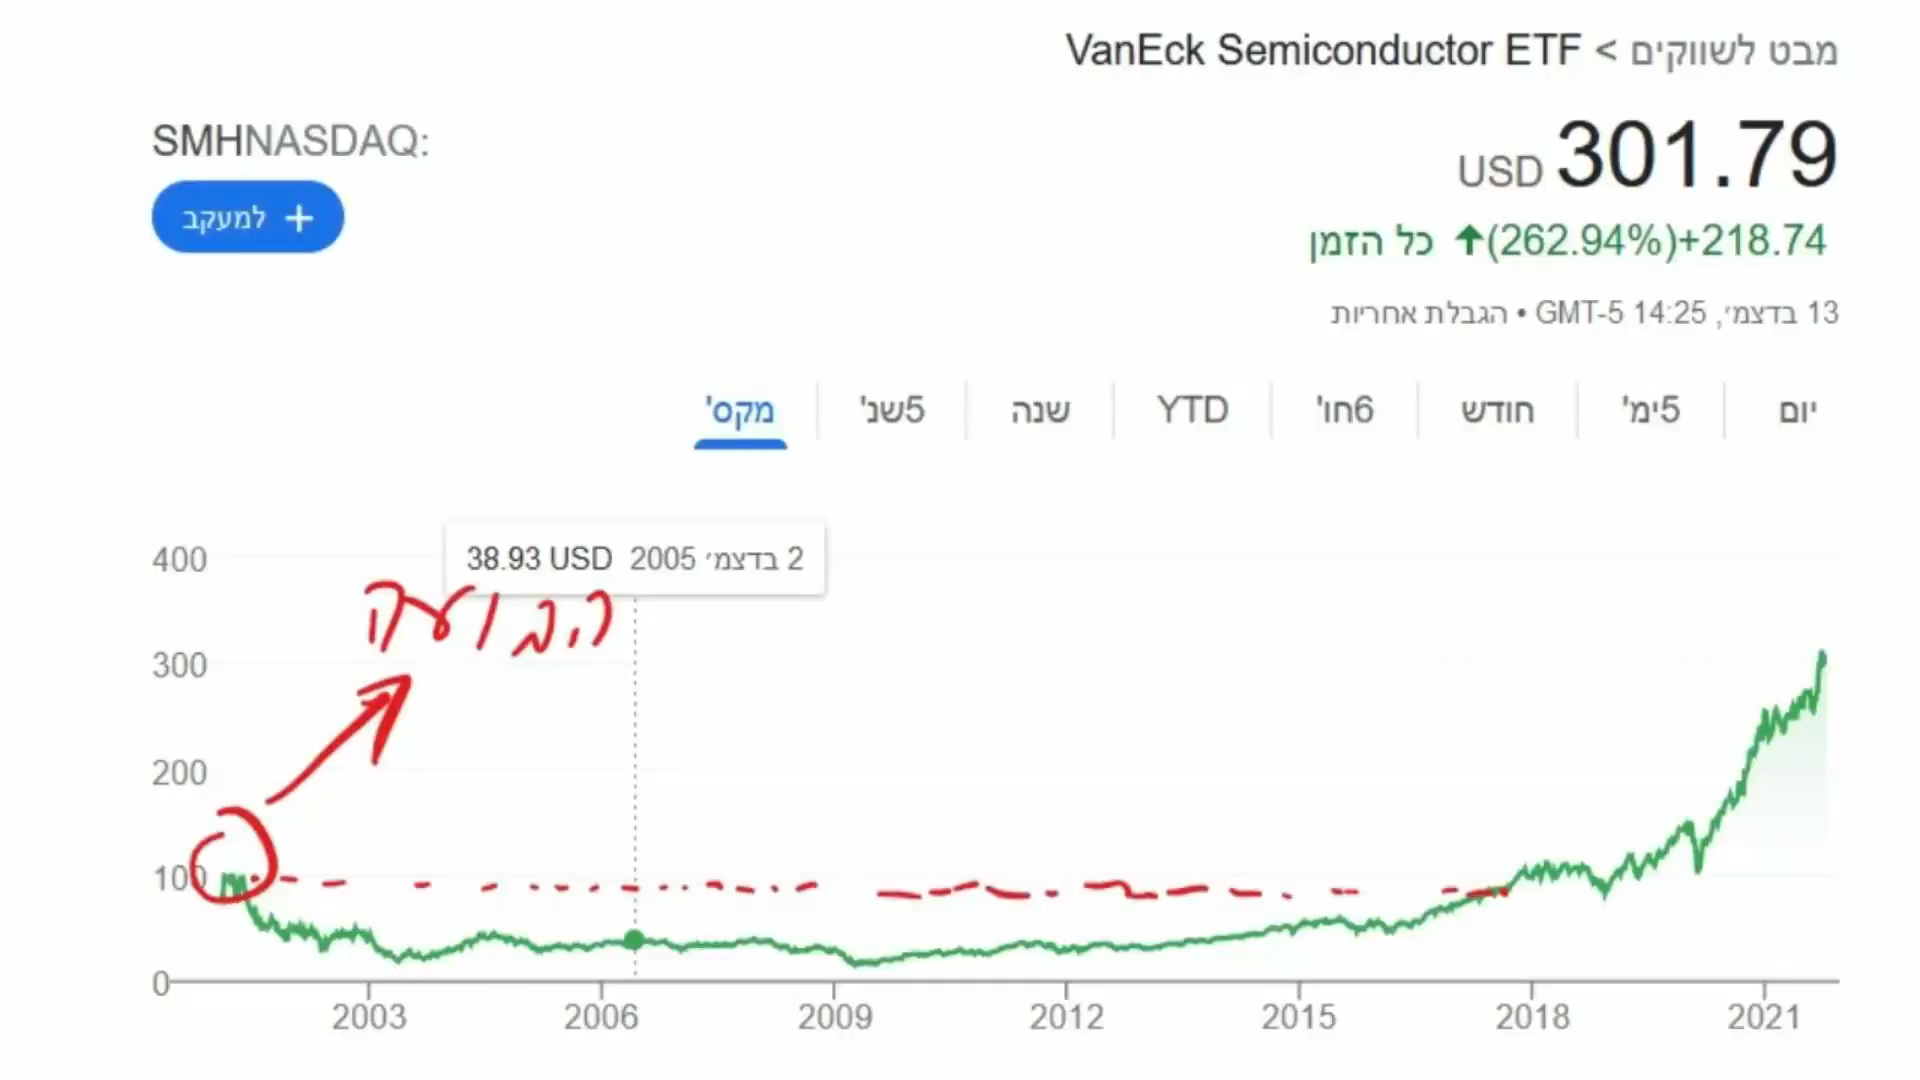 מבט לשווקים > VanEck Semiconductor ETF
301.79 USD
SMHNASDAQ:
+ למעקב
+218.74(262.94%)↑ כל הזמן
13 בדצמ׳, 14:25 GMT-5 • הגבלת אחריות
יום
5ימ'
חודש
6חו'
YTD
שנה
5שנ'
מקס'
38.93 USD 2 בדצמ׳ 2005
400
300
200
100
0
2003 2006 2009 2012 2015 2018 2021